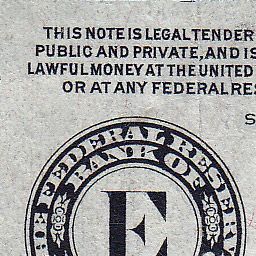 THIS NOTE IS LEGAL TENDER
PUBLIC AND PRIVATE, AND IS
LAWFUL MONEY AT THE UNITED
OR AT ANY FEDERAL RES
S
THE FEDERAL RESERVE
BANK OF
E